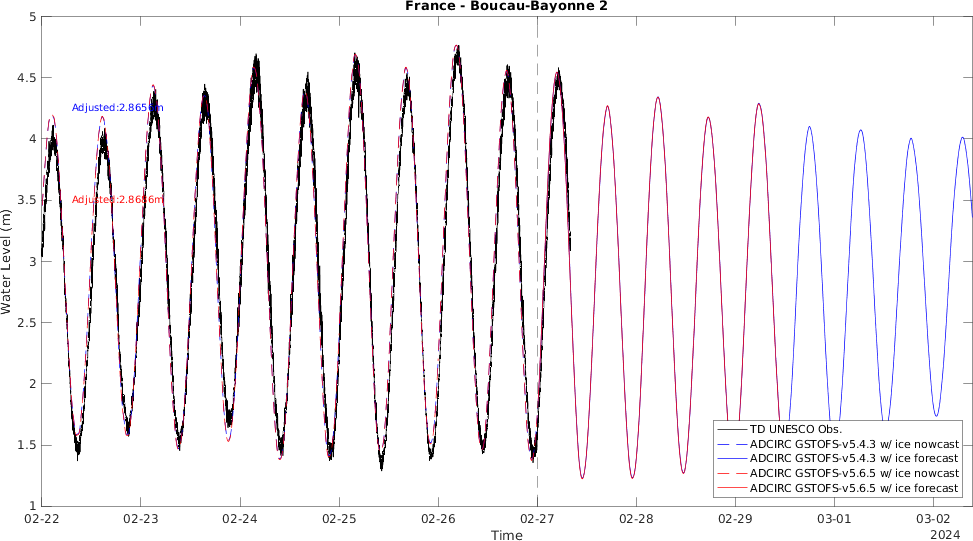 France - Boucau-Bayonne 2
5
4.5
4
3.5
3
2.5
2
1.5
1
Water Level (m)
Adjusted:2.8656m
Adjusted:2.8656m
02-22
02-23
02-24
02-25
02-26
02-27
02-28
02-29
03-01
03-02
2024
Time
TD UNESCO Obs.
ADCIRC GSTOFS-v5.4.3 w/ ice nowcast
ADCIRC GSTOFS-v5.4.3 w/ ice forecast
ADCIRC GSTOFS-v5.6.5 w/ ice nowcast
ADCIRC GSTOFS-v5.6.5 w/ ice forecast